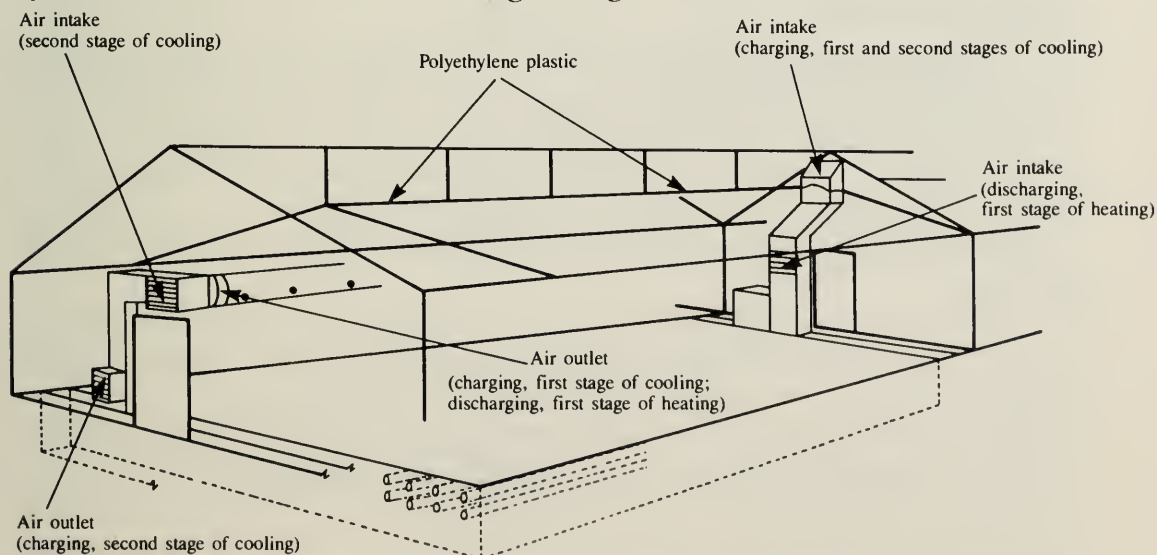 Air intake
(second stage of cooling)
Air intake
(charging, first and second stages of cooling)
Polyethylene plastic
Air intake
(discharging,
first stage of heating)
Air outlet
(charging, first stage of cooling;
discharging, first stage of heating)
Air outlet
(charging, second stage of cooling)